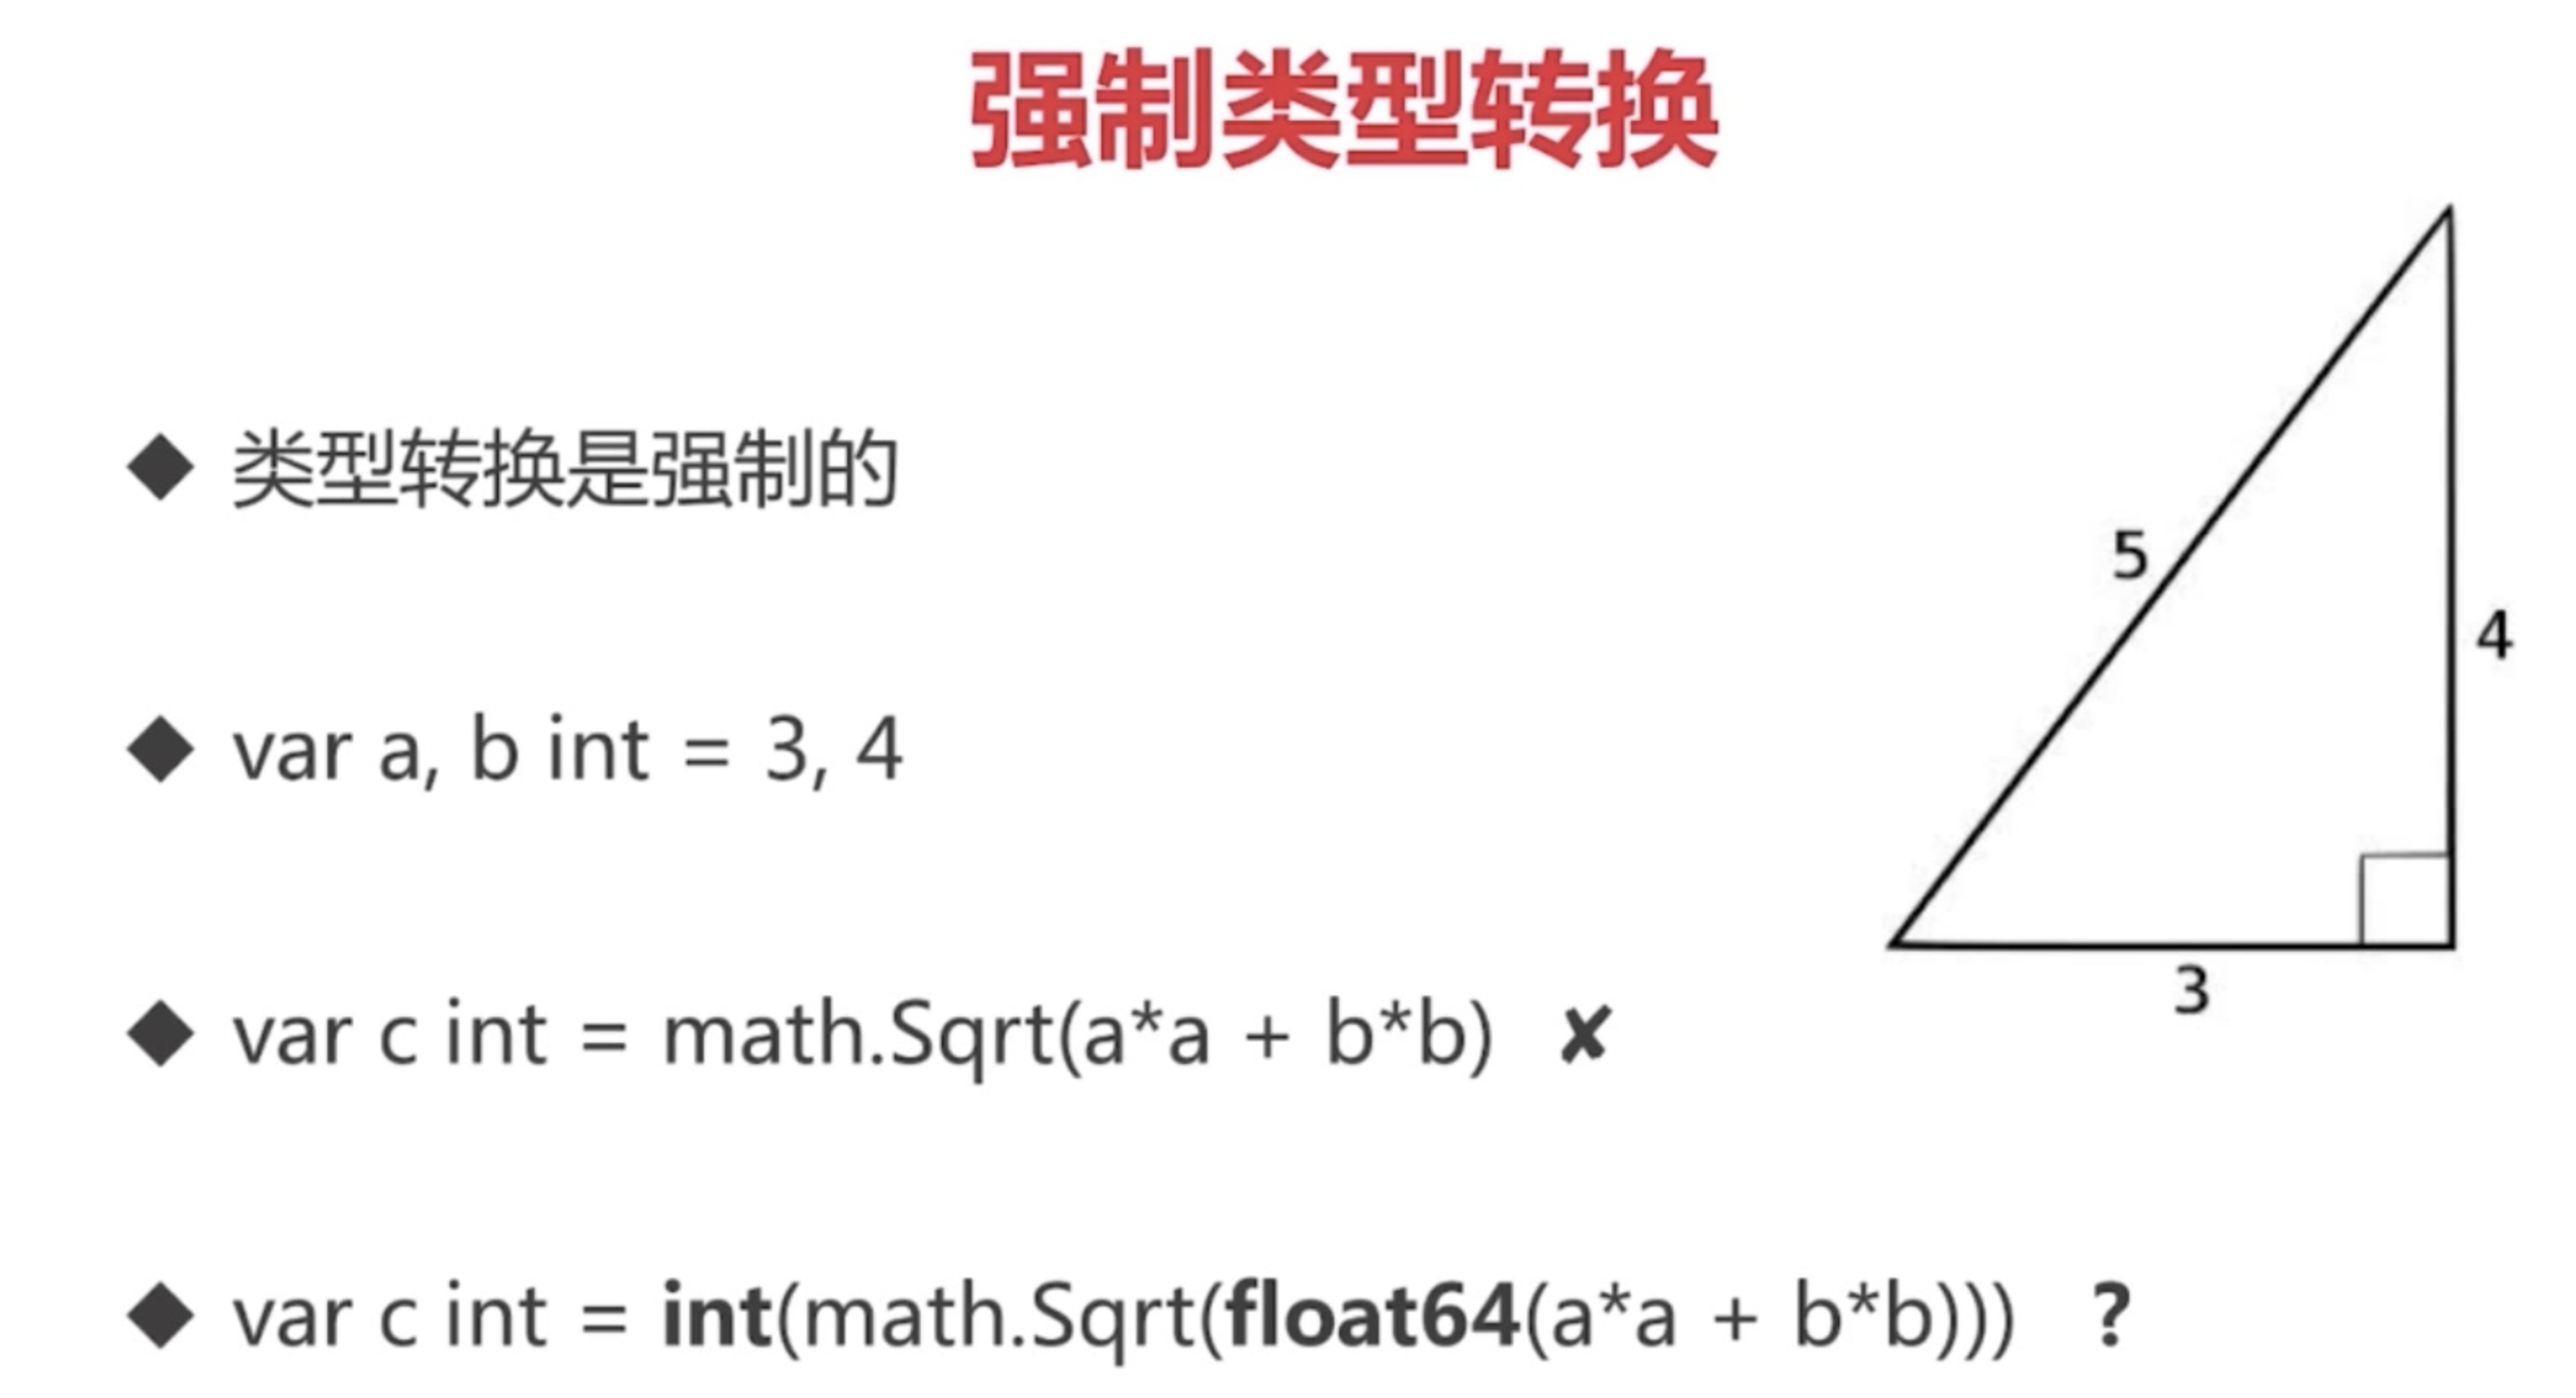 强制类型转换
◆ 类型转换是强制的
◆ var a, b int = 3, 4
◆ var c int = math.Sqrt(a*a + b*b) ✘
◆ var c int = int(math.Sqrt(float64(a*a + b*b))) ?
5
4
3